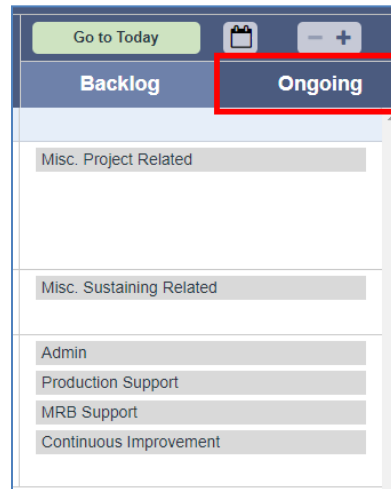 Go to Today
Backlog Ongoing
Misc. Project Related
Misc. Sustaining Related
Admin
Production Support
MRB Support
Continuous Improvement